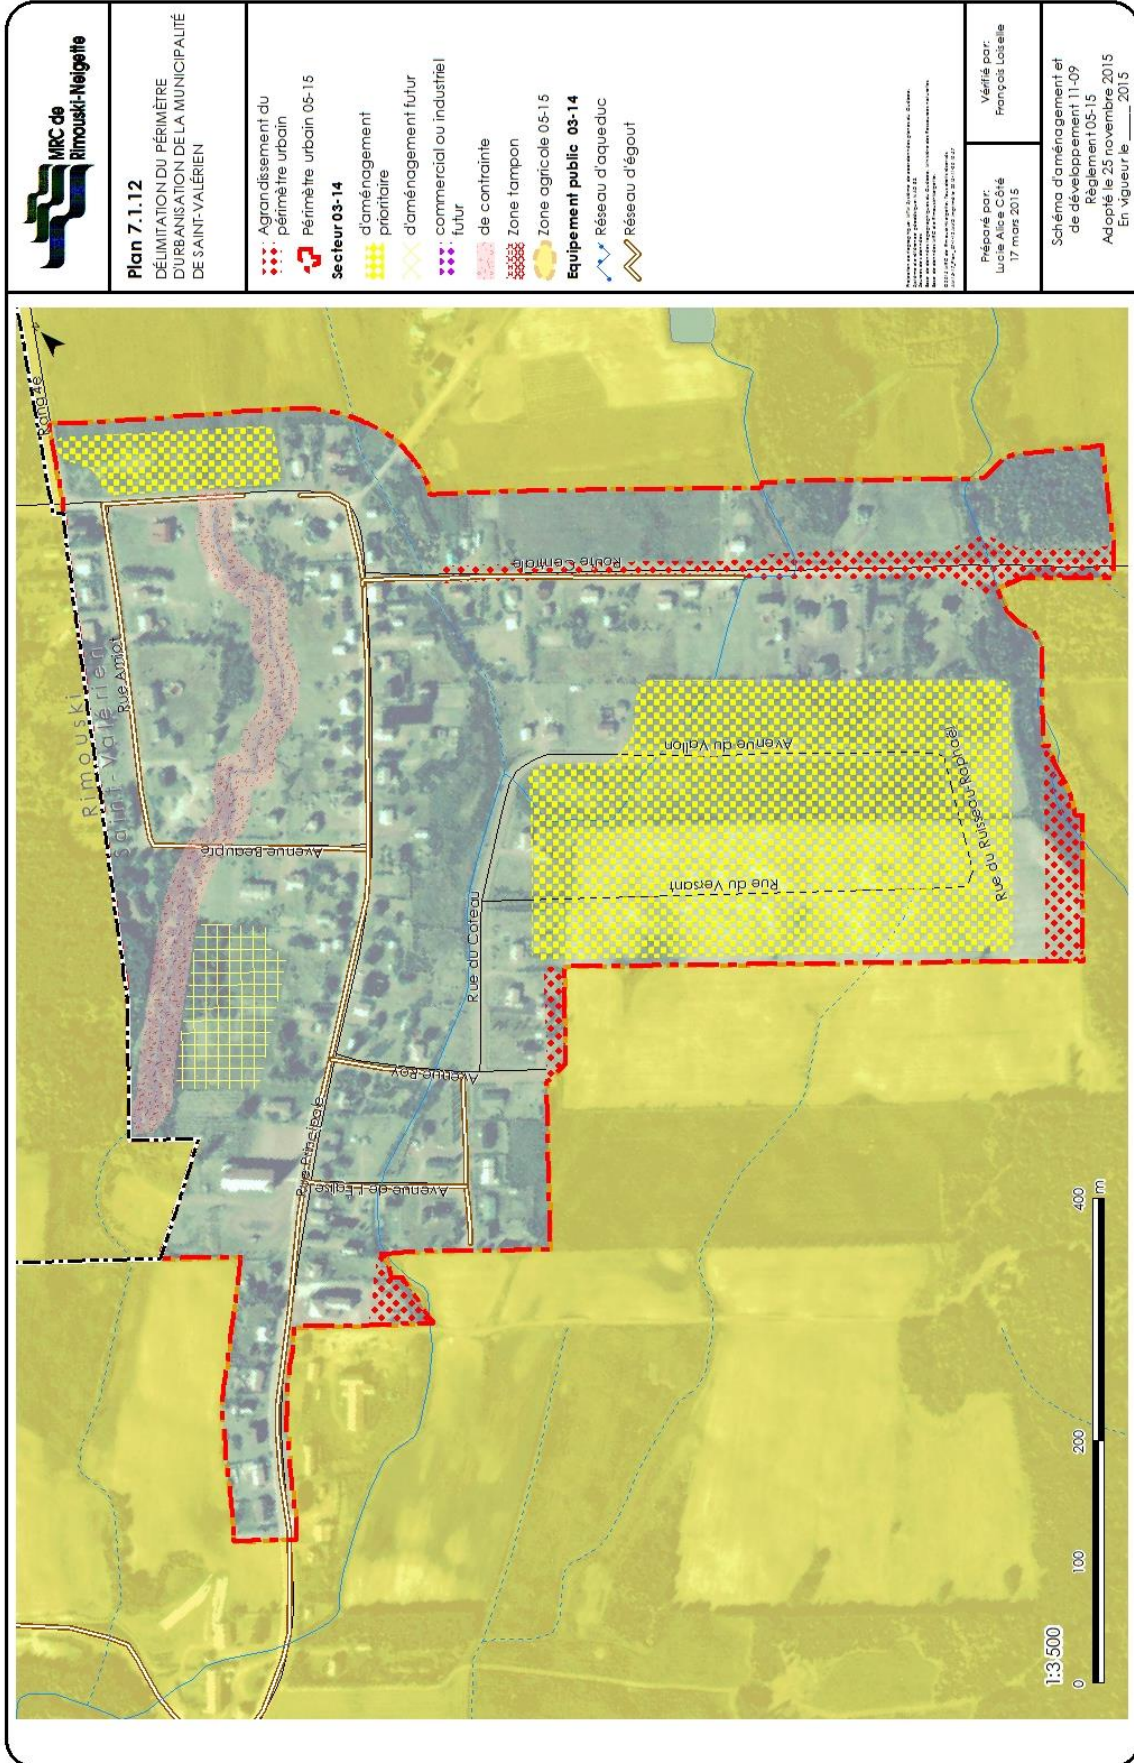 MRC de
Rimouski-Neigette
Plan 7.1.12
DÉLIMITATION DU PÉRIMÈTRE
D'URBANISATION DE LA MUNICIPALITÉ
DE SAINT-VALÉRIEN
Agrandissement du
périmètre urbain
Périmètre urbain 05-15
Secteur 03-14
d'aménagement
prioritaire
d'aménagement futur
commercial ou industriel
futur
de contrainte
Zone tampon
Zone agricole 05-15
Equipement public 03-14
Réseau d'aqueduc
Réseau d'égout
Préparé par:
Lucie Alice Côté
17 mars 2015
Vérifié par:
François Loiselle
Schéma d'aménagement et
de développement 11-09
Règlement 05-15
Adopté le 25 novembre 2015
En vigueur le ____ 2015
Rang 4e
Rimouski
Saint-Valérien
Rue Amiot
Avenue Beaupré
Route Centrale
Rue Principale
Avenue Roy
Avenue de l'Église
Rue du Coteau
Avenue du Vallon
Rue du Versant
Rue du Ruisseau-Raphaël
1:3 500
0 100 200 400
m